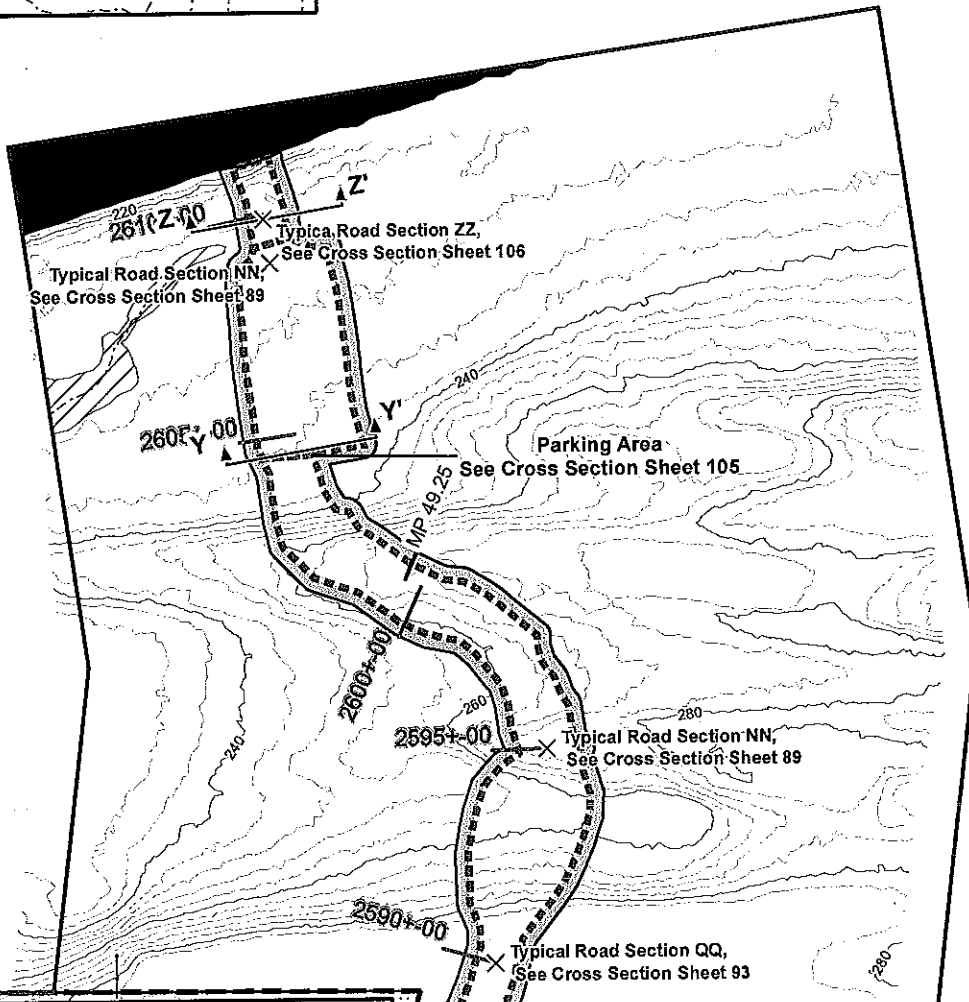 Z'
220
Typica Road Section ZZ,
See Cross Section Sheet 106
Typical Road Section NN,
See Cross Section Sheet 89
240
Y'
Y
Parking Area
See Cross Section Sheet 105
MP 49.25
2600+00
260
280
2595+00
Typical Road Section NN,
See Cross Section Sheet 89
240
2590+00
Typical Road Section QQ,
See Cross Section Sheet 93
280